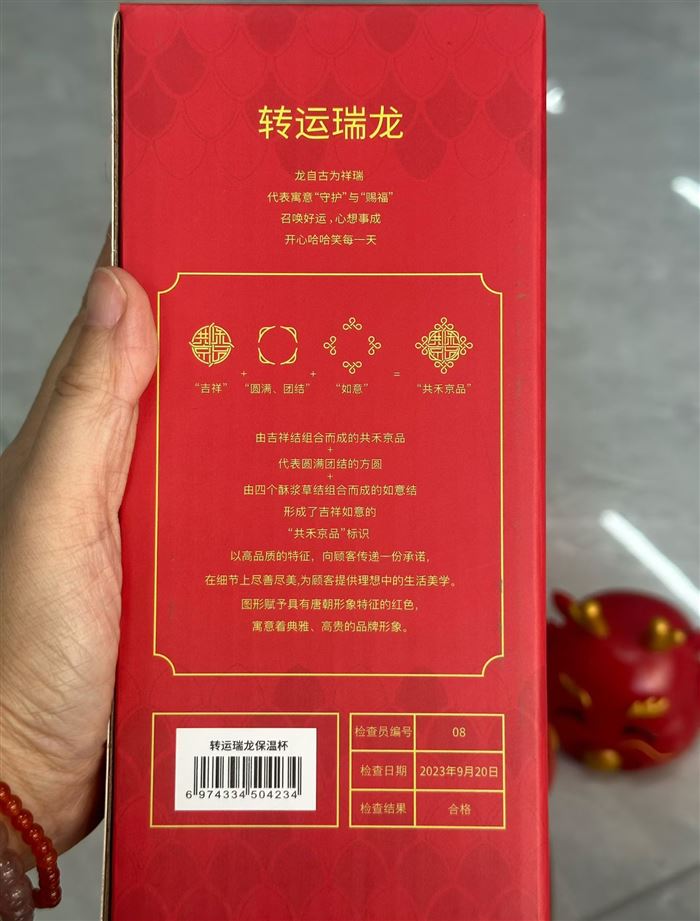 转运瑞龙
龙自古为祥瑞
代表寓意“守护”与“赐福”
召唤好运，心想事成
开心哈哈笑每一天
共禾京品 + + 共禾京品
“吉祥” + “圆满、团结” + “如意” = “共禾京品”
由吉祥结组合而成的共禾京品
+
代表圆满团结的方圆
+
由四个酥浆草结组合而成的如意结
形成了吉祥如意的
“共禾京品”标识
以高品质的特征，向顾客传递一份承诺，
在细节上尽善尽美,为顾客提供理想中的生活美学。
图形赋予具有唐朝形象特征的红色，
寓意着典雅、高贵的品牌形象。
转运瑞龙保温杯
6 974334 504234
检查员编号 08
检查日期 2023年9月20日
检查结果 合格